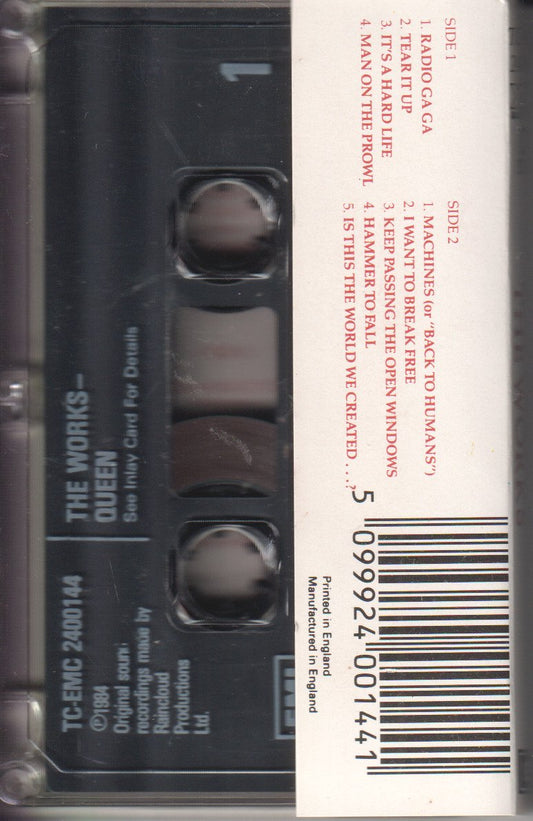 SIDE 1
1. RADIO GA GA
2. TEAR IT UP
3. IT'S A HARD LIFE
4. MAN ON THE PROWL
SIDE 2
1. MACHINES (or "BACK TO HUMANS")
2. I WANT TO BREAK FREE
3. KEEP PASSING THE OPEN WINDOWS
4. HAMMER TO FALL
5. IS THIS THE WORLD WE CREATED . . .?
5 099924 001441
Printed in England
Manufactured in England
1
THE WORKS–
QUEEN
See Inlay Card For Details
TC-EMC 2400144
℗1984
Original sound
recordings made by
Raincloud
Productions
Ltd.
EMI